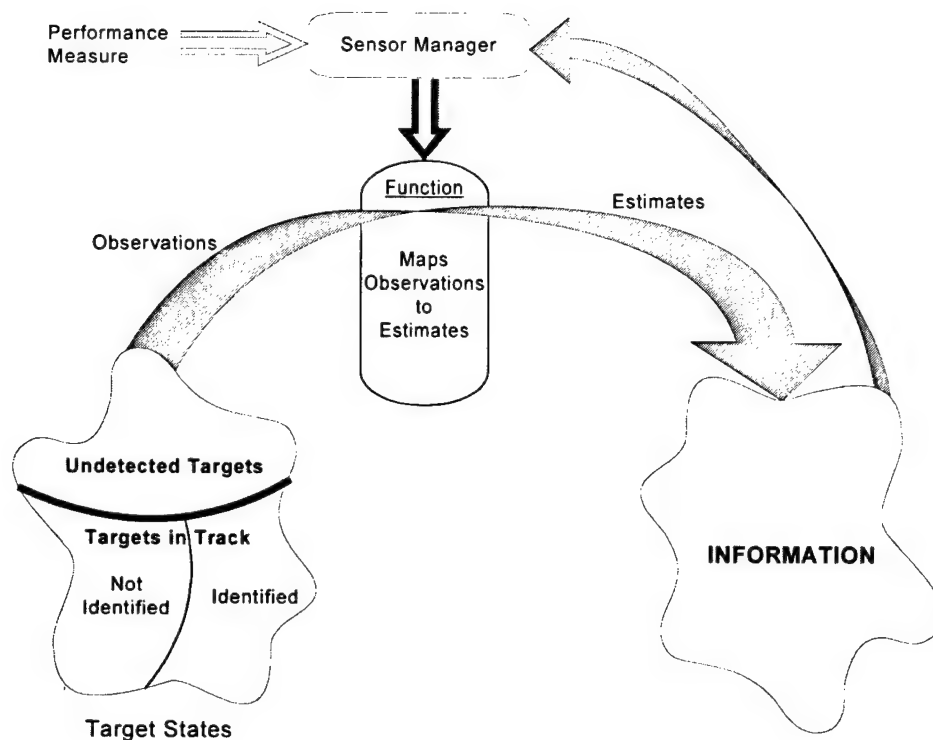 Performance
Measure
Sensor Manager
Function
Estimates
Observations
Maps
Observations
to
Estimates
Undetected Targets
Targets in Track
Not
Identified
Identified
INFORMATION
Target States